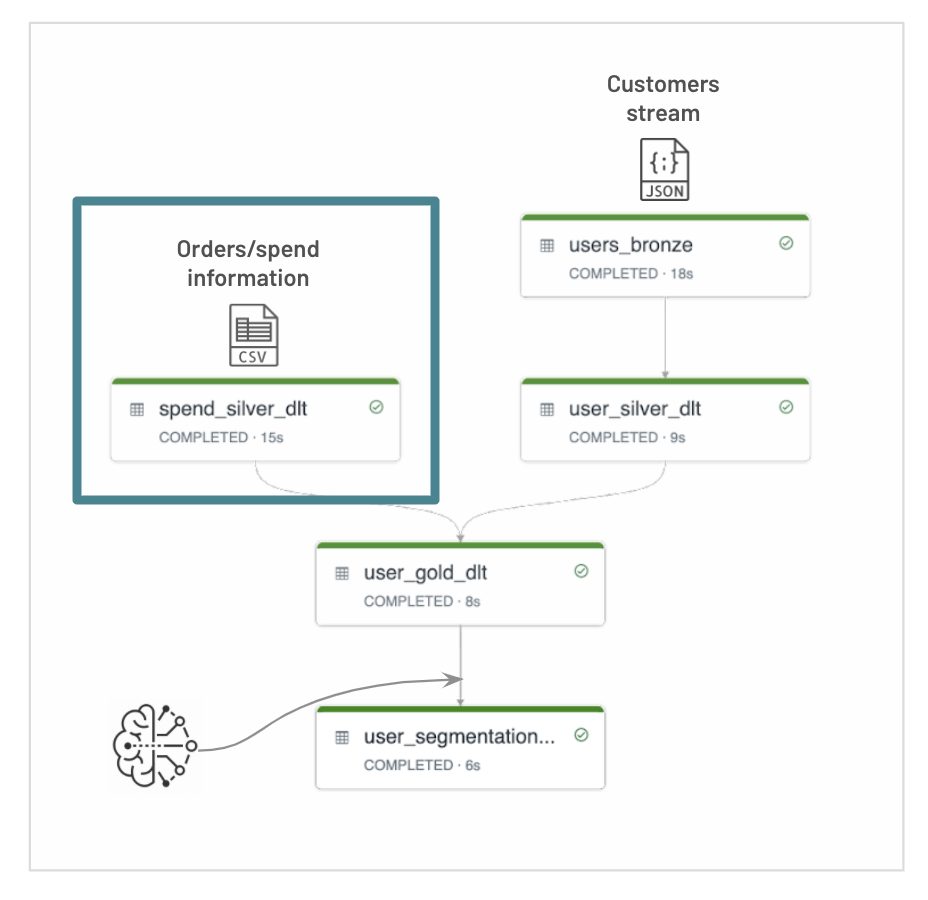 Customers
stream
{;}
JSON
users_bronze
COMPLETED · 18s
Orders/spend
information
CSV
spend_silver_dlt
COMPLETED · 15s
user_silver_dlt
COMPLETED · 9s
user_gold_dlt
COMPLETED · 8s
user_segmentation...
COMPLETED · 6s